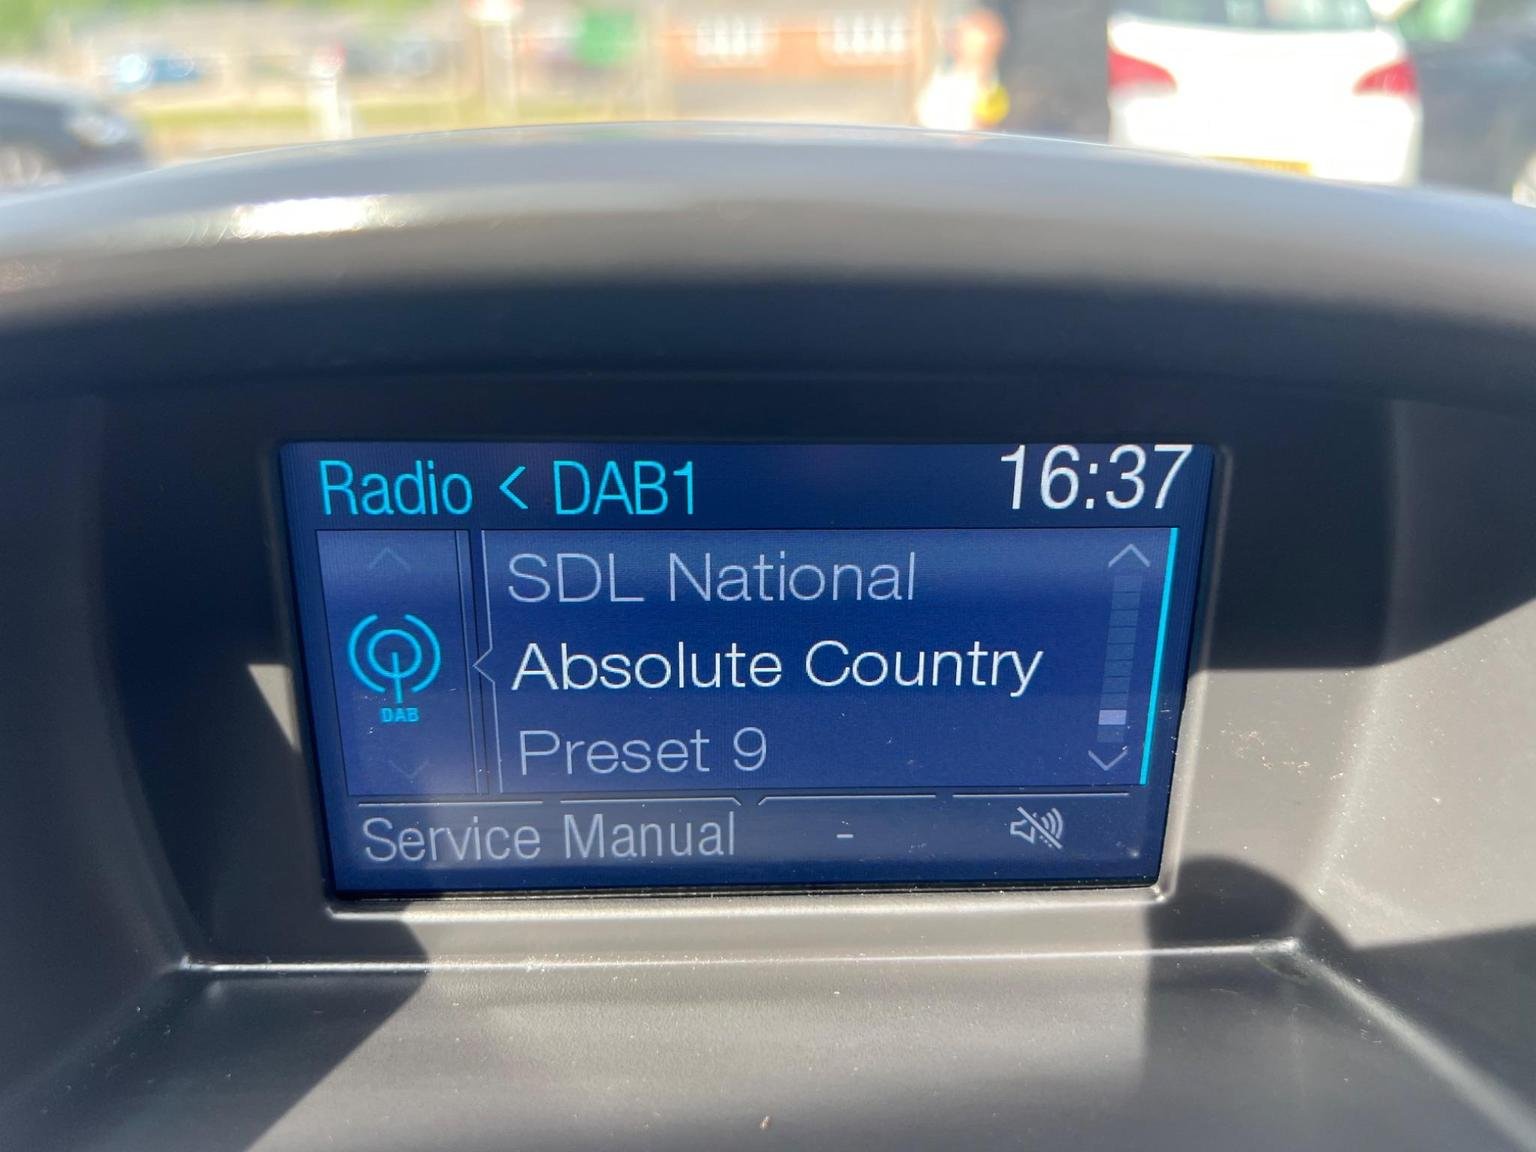 Radio < DAB1 16:37
SDL National
Absolute Country
DAB
Preset 9
Service Manual -